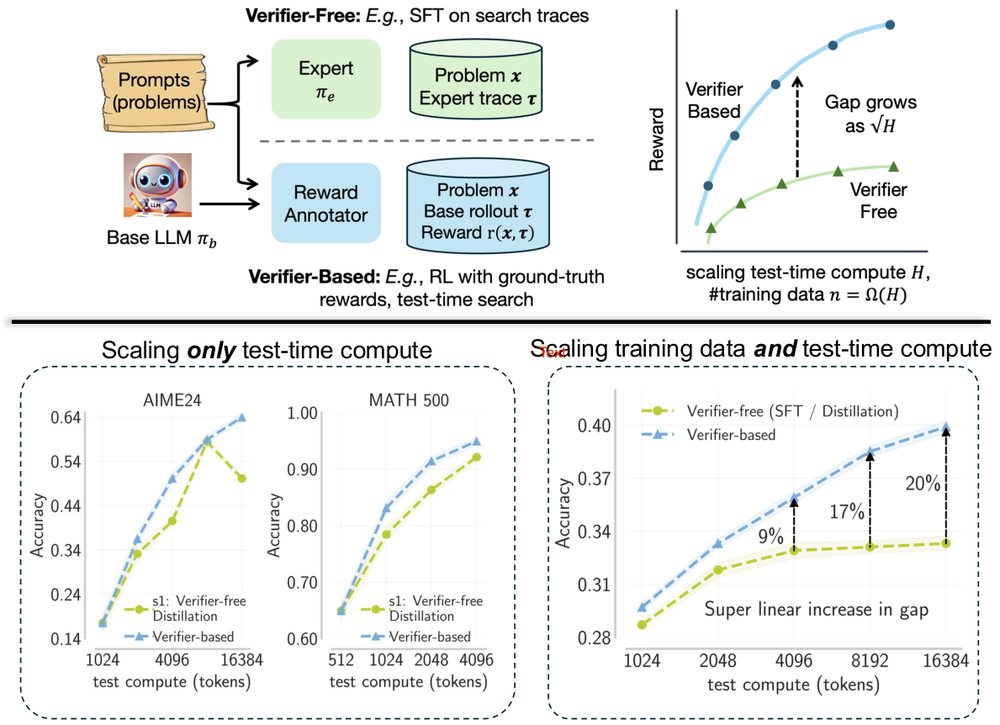 Verifier-Free: E.g., SFT on search traces
Prompts
(problems)
Expert
πe
Problem x
Expert trace τ
LLM
Base LLM πb
Reward
Annotator
Problem x
Base rollout τ
Reward r(x, τ)
Verifier-Based: E.g., RL with ground-truth
rewards, test-time search
Reward
Verifier
Based
Gap grows
as √H
Verifier
Free
scaling test-time compute H,
#training data n = Ω(H)
Scaling only test-time compute
AIME24
Accuracy
0.64
0.54
0.44
0.34
0.24
0.14
s1: Verifier-free
Distillation
Verifier-based
1024 4096 16384
test compute (tokens)
MATH 500
Accuracy
1.00
0.90
0.80
0.70
0.60
s1: Verifier-free
Distillation
Verifier-based
512 1024 2048 4096
test compute (tokens)
Scaling training data and test-time compute
Text
Accuracy
0.40
0.37
0.34
0.31
0.28
Verifier-free (SFT / Distillation)
Verifier-based
9%
17%
20%
Super linear increase in gap
1024 2048 4096 8192 16384
test compute (tokens)